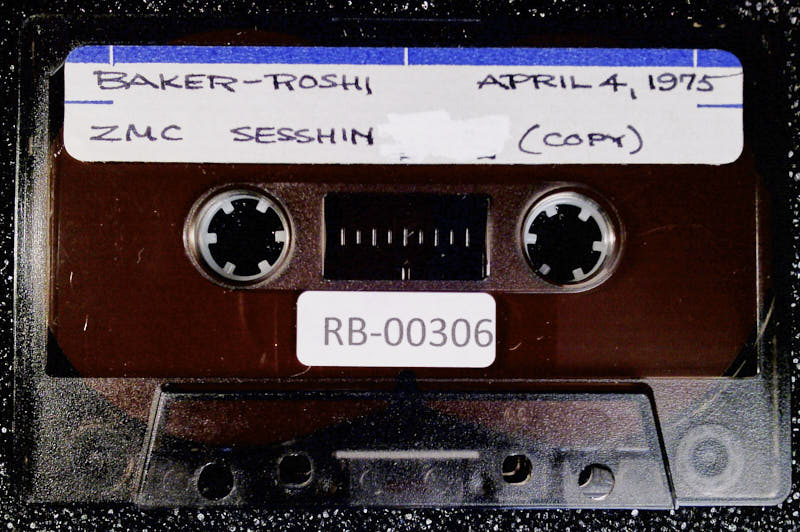 BAKER-ROSHI APRIL 4, 1975
ZMC SESSHIN (COPY)
RB-00306